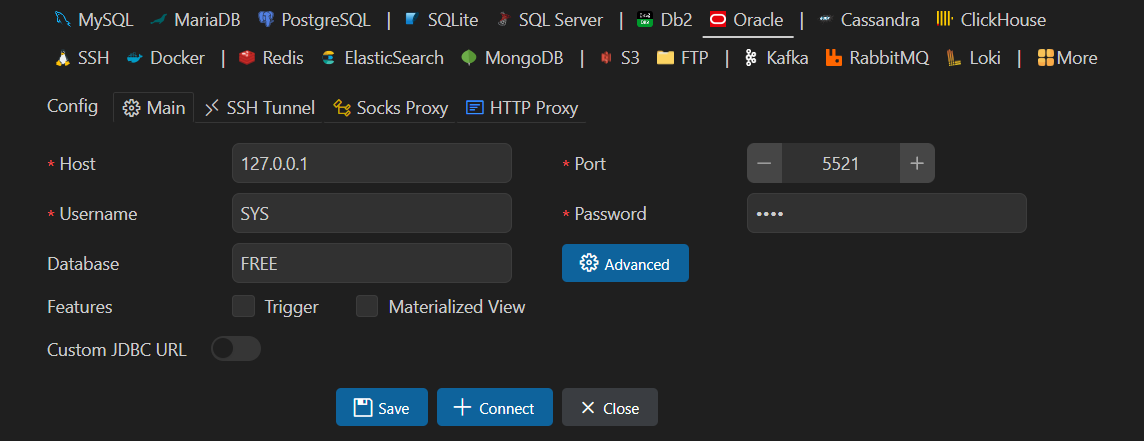 MySQL MariaDB PostgreSQL | SQLite SQL Server | Db2 Oracle | Cassandra ClickHouse
SSH Docker | Redis ElasticSearch MongoDB | S3 FTP | Kafka RabbitMQ Loki | More
Config Main SSH Tunnel Socks Proxy HTTP Proxy
* Host 127.0.0.1 * Port − 5521 +
* Username SYS * Password ••••
Database FREE Advanced
Features Trigger Materialized View
Custom JDBC URL
Save Connect Close